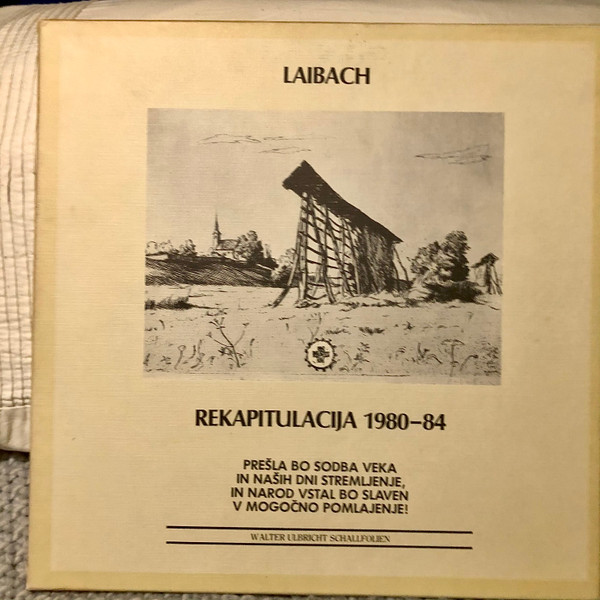 LAIBACH
REKAPITULACIJA 1980–84
PREŠLA BO SODBA VEKA
IN NAŠIH DNI STREMLJENJE,
IN NAROD VSTAL BO SLAVEN
V MOGOČNO POMLAJENJE!
WALTER ULBRICHT SCHALLFOLIEN